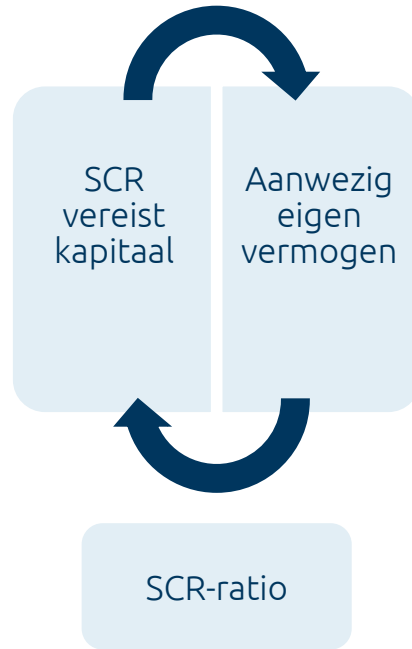 SCR
vereist
kapitaal
Aanwezig
eigen
vermogen
SCR-ratio